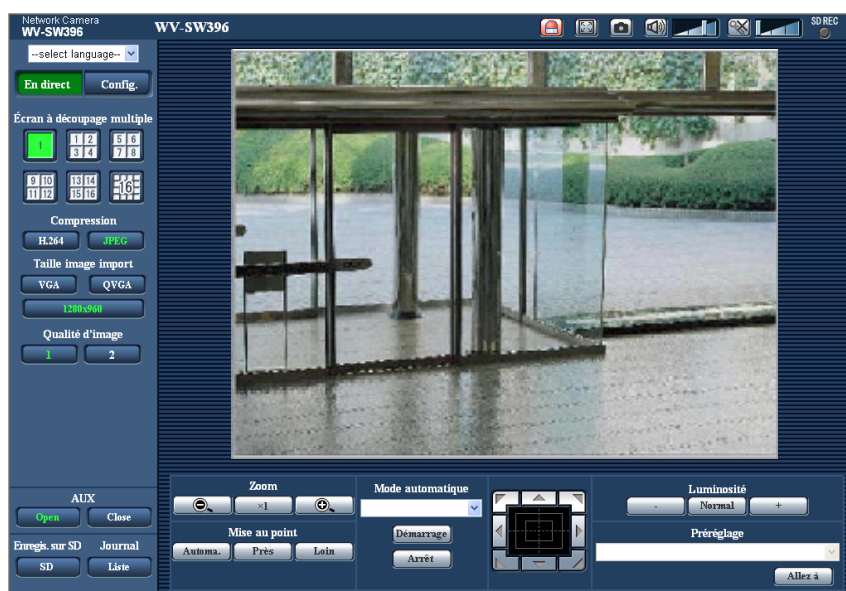 Network Camera
WV-SW396
WV-SW396
SD REC
--select language--
En direct Config.
Écran à découpage multiple
1
1 2 3 4
5 6 7 8
9 10 11 12
13 14 15 16
16
Compression
H.264 JPEG
Taille image import
VGA QVGA
1280x960
Qualité d'image
1 2
AUX
Open Close
Enregis. sur SD Journal
SD Liste
Zoom
×1
Mise au point
Automa. Près Loin
Mode automatique
Démarrage
Arrêt
Luminosité
- Normal +
Préréglage
Allez à